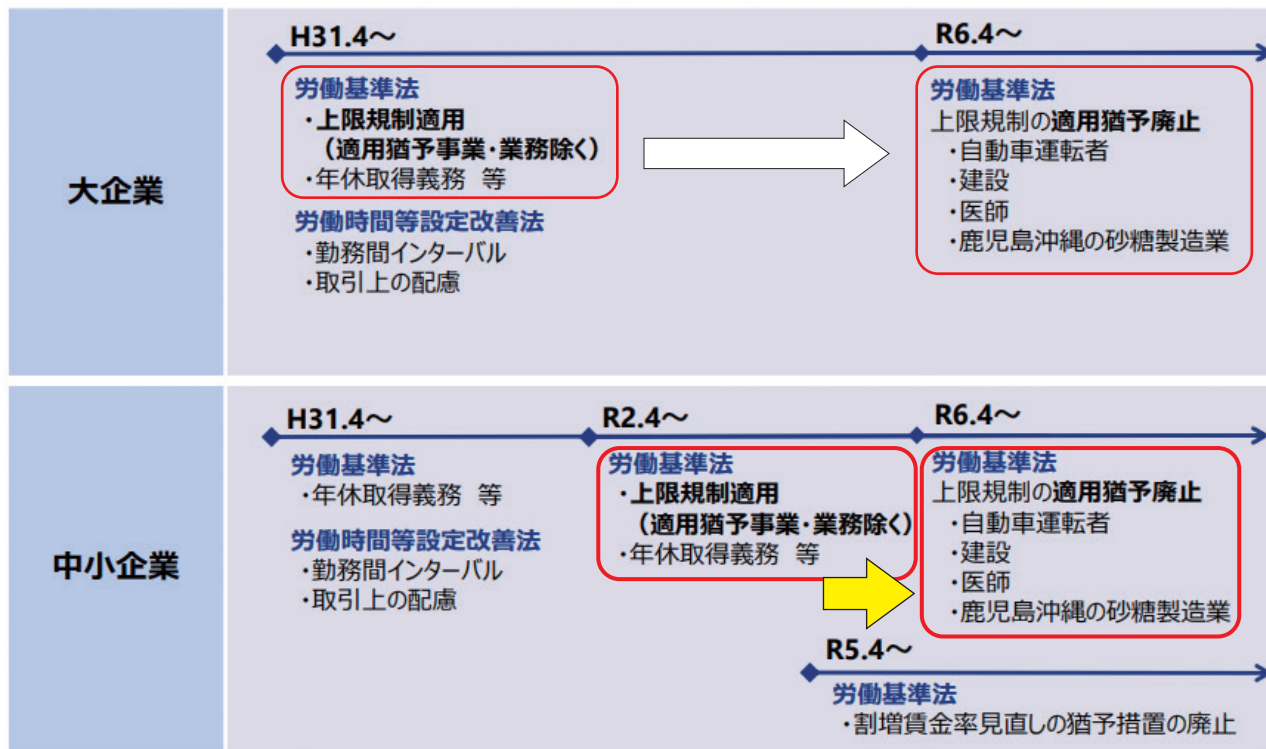 大企業
H31.4～
労働基準法
・上限規制適用
（適用猶予事業・業務除く）
・年休取得義務 等
労働時間等設定改善法
・勤務間インターバル
・取引上の配慮
R6.4～
労働基準法
上限規制の適用猶予廃止
・自動車運転者
・建設
・医師
・鹿児島沖縄の砂糖製造業
中小企業
H31.4～
労働基準法
・年休取得義務 等
労働時間等設定改善法
・勤務間インターバル
・取引上の配慮
R2.4～
労働基準法
・上限規制適用
（適用猶予事業・業務除く）
・年休取得義務 等
R6.4～
労働基準法
上限規制の適用猶予廃止
・自動車運転者
・建設
・医師
・鹿児島沖縄の砂糖製造業
R5.4～
労働基準法
・割増賃金率見直しの猶予措置の廃止